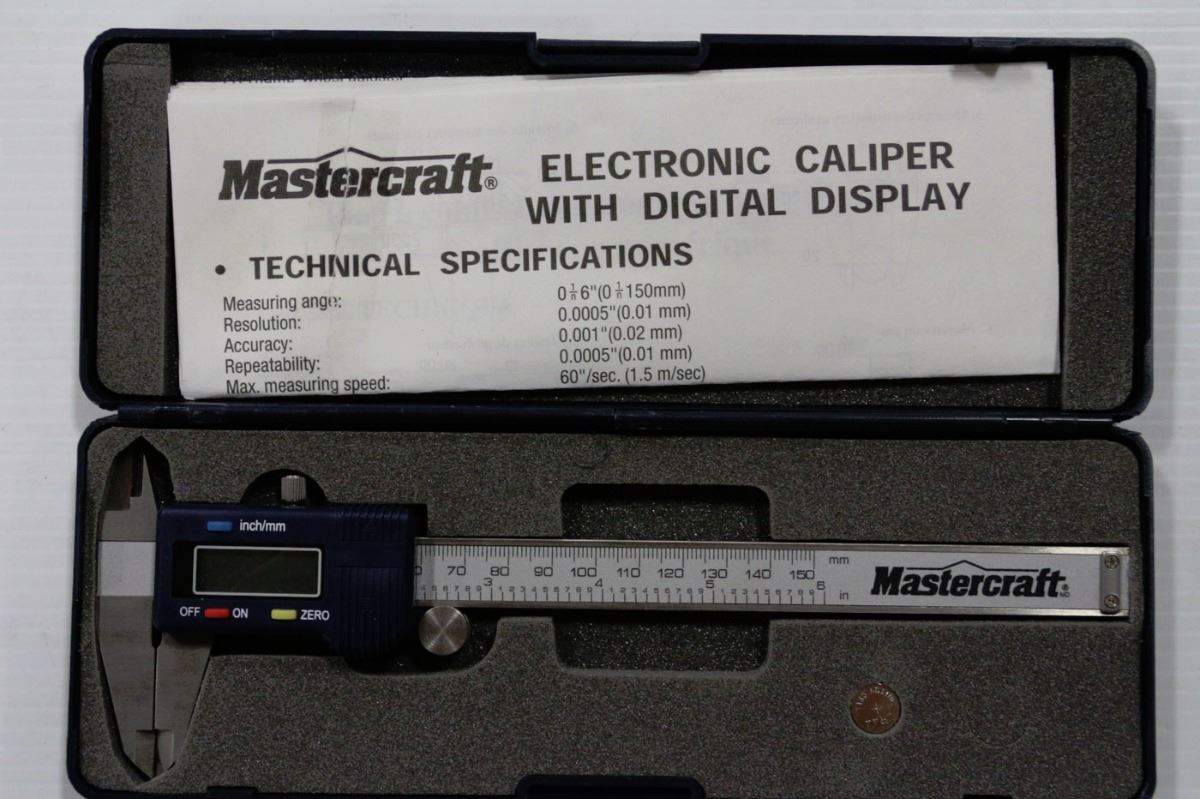 Mastercraft®
ELECTRONIC CALIPER
WITH DIGITAL DISPLAY
• TECHNICAL SPECIFICATIONS
Measuring ange: 0 1/n 6"(0 1/n 150mm)
Resolution: 0.0005"(0.01 mm)
Accuracy: 0.001"(0.02 mm)
Repeatability: 0.0005"(0.01 mm)
Max. measuring speed: 60"/sec. (1.5 m/sec)
inch/mm
OFF ON ZERO
70 80 90 100 110 120 130 140 150 mm
3 4 5 6 in
Mastercraft®